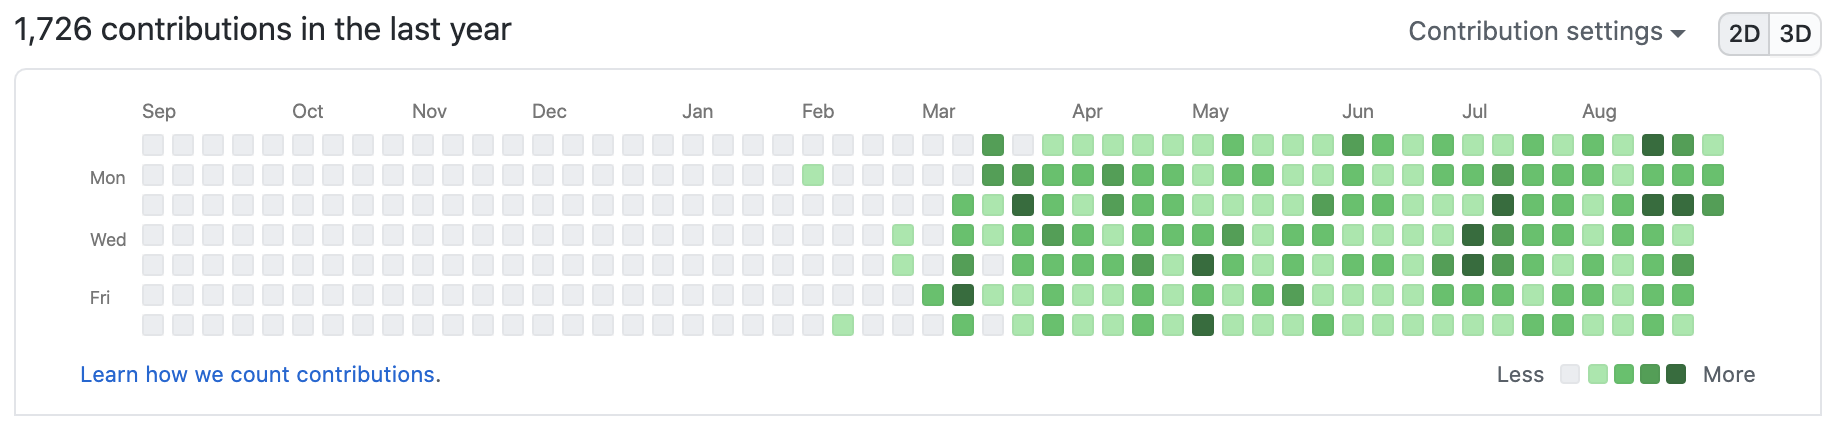 1,726 contributions in the last year
Contribution settings
2D 3D
Sep Oct Nov Dec Jan Feb Mar Apr May Jun Jul Aug
Mon
Wed
Fri
Learn how we count contributions.
Less More